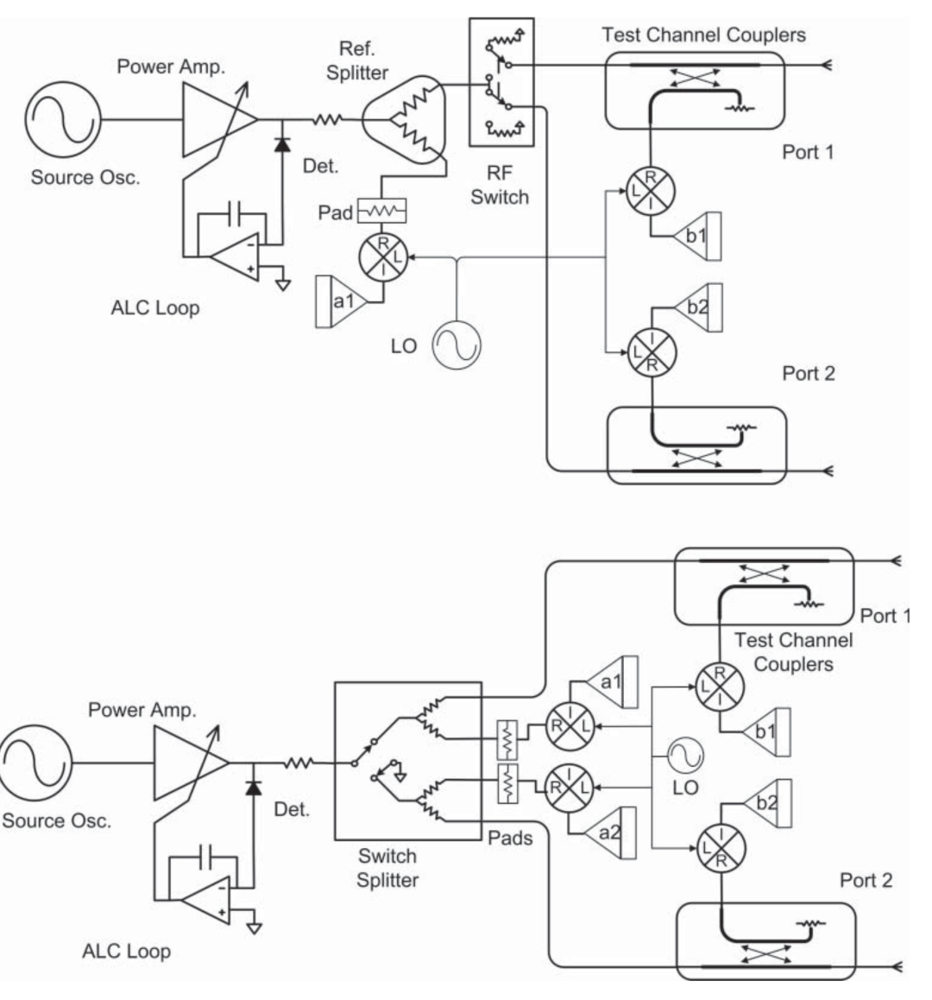 Test Channel Couplers
Ref.
Splitter
Power Amp.
Source Osc.
Det.
RF
Switch
Port 1
R
L
I
b1
Pad
R
L
I
a1
ALC Loop
-
+
LO
b2
I
L
R
Port 2
Port 1
Test Channel
Couplers
R
L
I
b1
a1
I
R
L
Power Amp.
Source Osc.
Det.
LO
I
R
L
a2
b2
I
L
R
Pads
Switch
Splitter
-
+
ALC Loop
Port 2